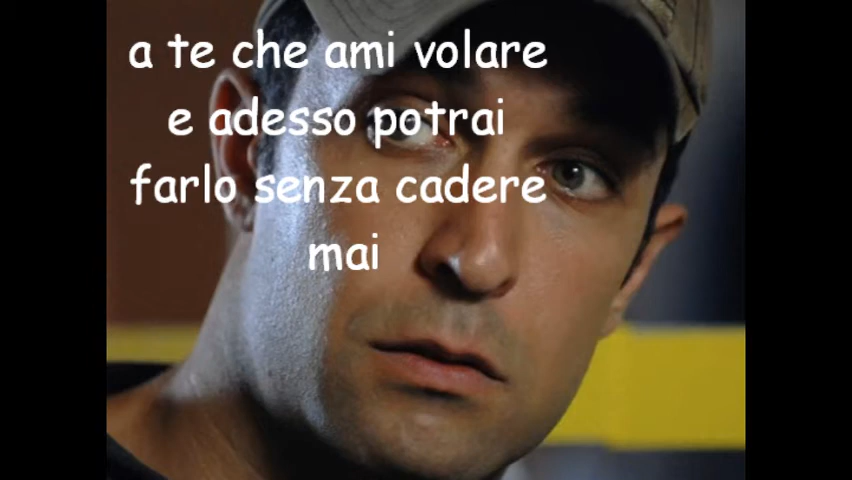 a te che ami volare
e adesso potrai
farlo senza cadere
mai